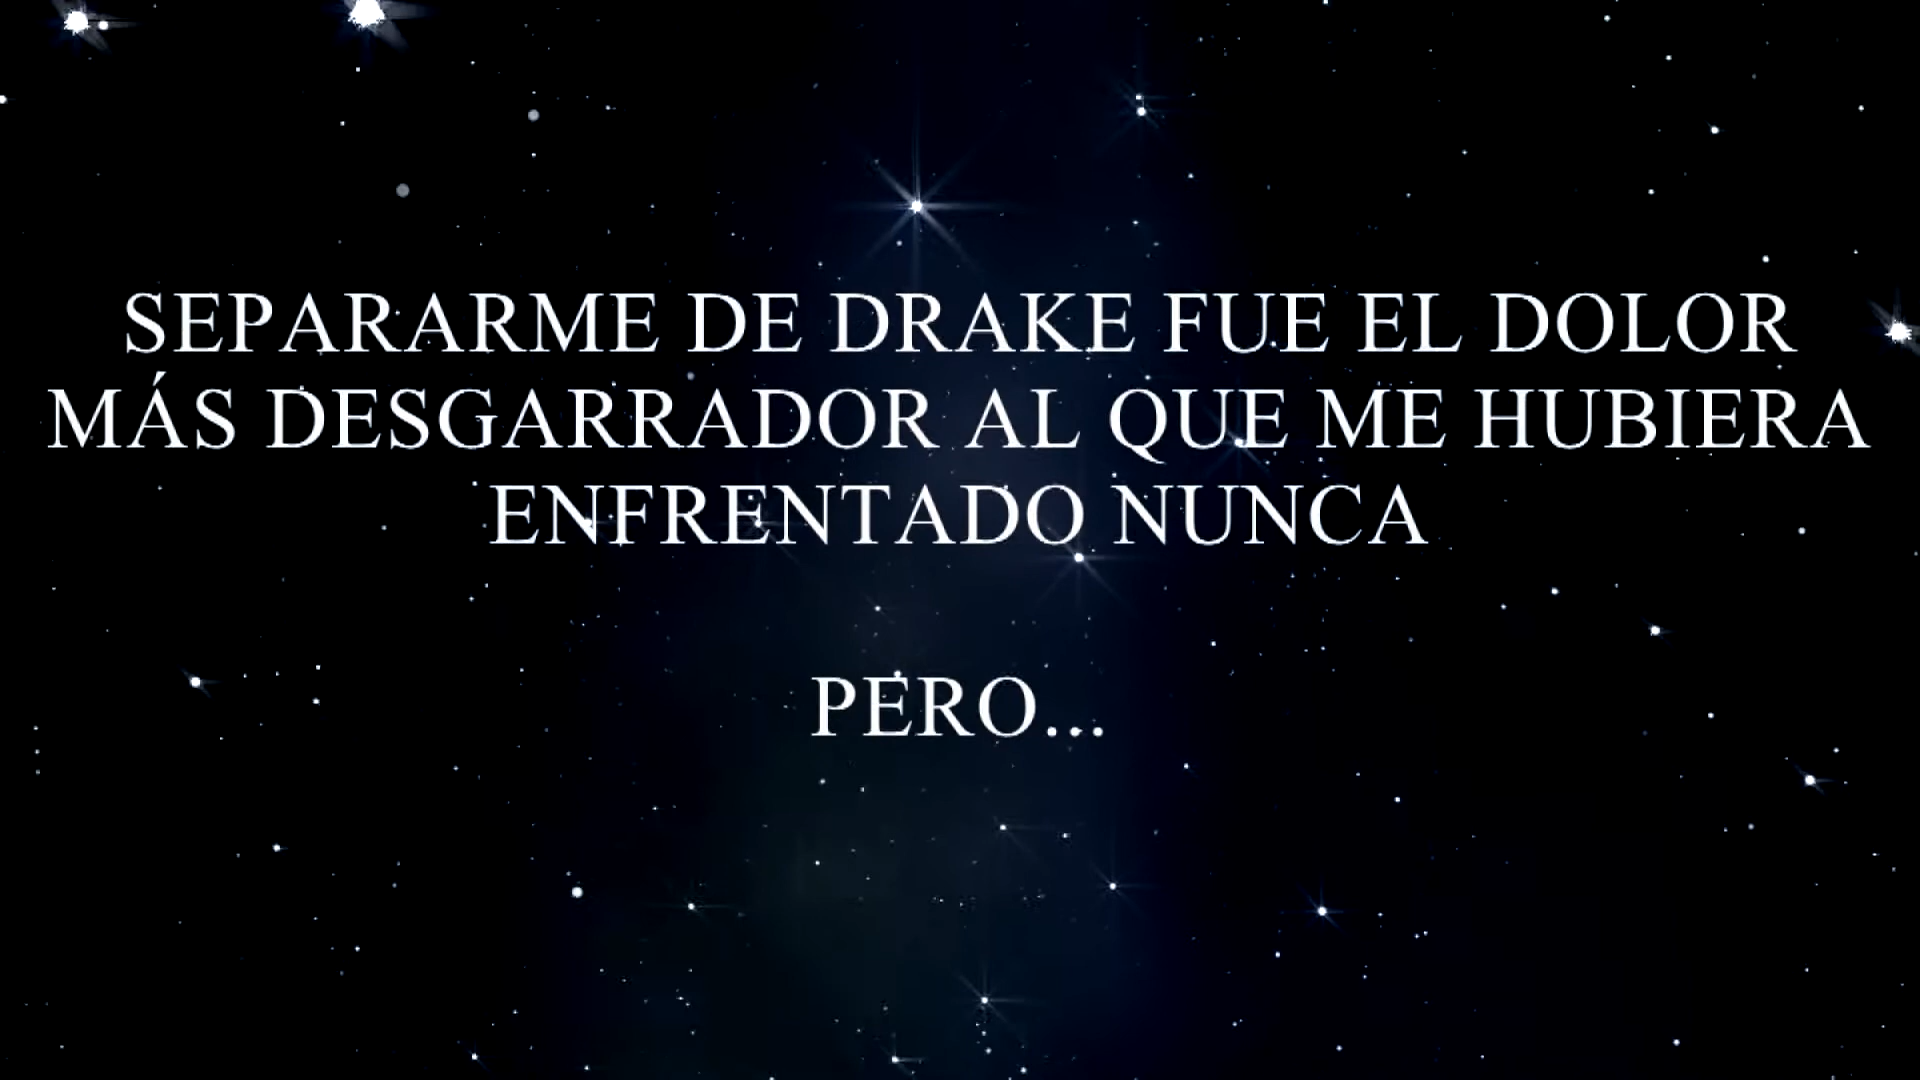 SEPARARME DE DRAKE FUE EL DOLOR
MÁS DESGARRADOR AL QUE ME HUBIERA
ENFRENTADO NUNCA
PERO...